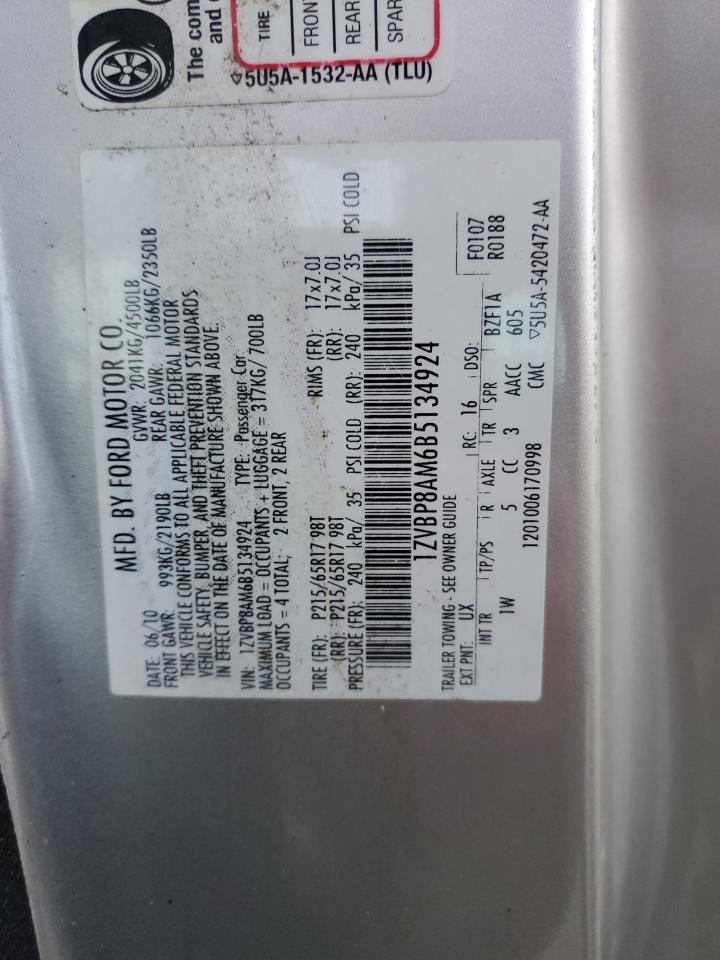 The com
and c
TIRE
FRON
REAR
SPAR
▽5U5A-1532-AA (TLU)
MFD. BY FORD MOTOR CO.
DATE: 06/10 GVWR: 2041KG/4500LB
FRONT GAWR: 993KG/2190LB REAR GAWR: 1066KG/2350LB
THIS VEHICLE CONFORMS TO ALL APPLICABLE FEDERAL MOTOR
VEHICLE SAFETY, BUMPER, AND THEFT PREVENTION STANDARDS
IN EFFECT ON THE DATE OF MANUFACTURE SHOWN ABOVE.
VIN: 1ZVBP8AM6B5134924 TYPE: Passenger Car
MAXIMUM LOAD = OCCUPANTS + LUGGAGE = 317KG/ 700LB
OCCUPANTS = 4 TOTAL: 2 FRONT, 2 REAR
TIRE (FR): P215/65R17 98T RIMS (FR): 17x7.0J
(RR): P215/65R17 98T (RR): 17x7.0J
PRESSURE (FR): 240 kPa/ 35 PSI COLD (RR): 240 kPa/ 35 PSI COLD
1ZVBP8AM6B5134924
TRAILER TOWING - SEE OWNER GUIDE F0107
EXT PNT: UX RC: 16 DSO: R0188
INT TR TP/PS R AXLE TR SPR BZF1A
1W 5 CC 3 AACC 605
1201006170998 CMC ▽5U5A-5420472-AA